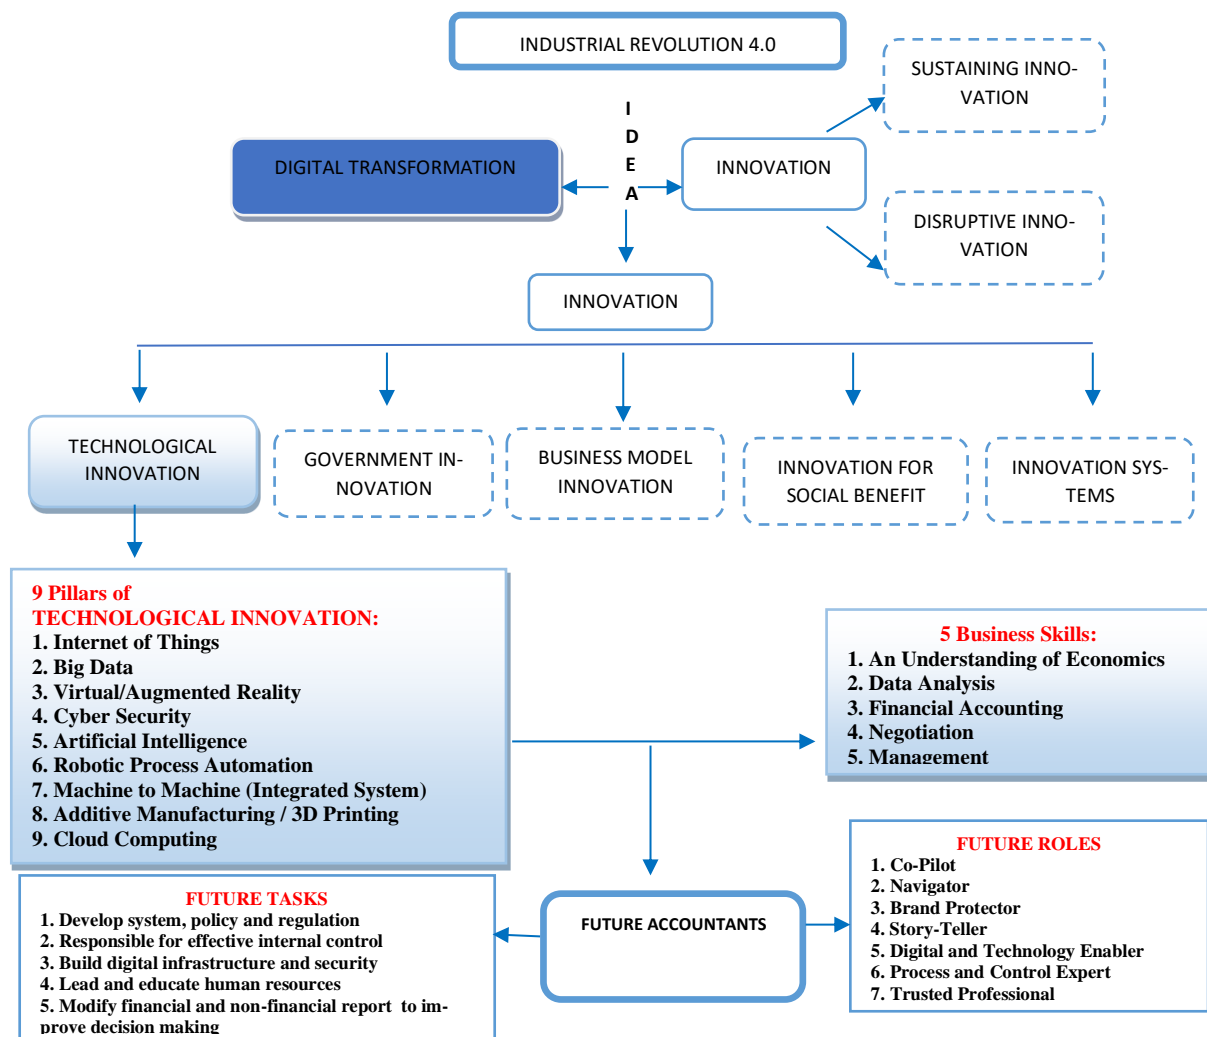 INDUSTRIAL REVOLUTION 4.0
SUSTAINING INNO-
VATION
I
D
E
A
DIGITAL TRANSFORMATION
INNOVATION
DISRUPTIVE INNO-
VATION
INNOVATION
TECHNOLOGICAL
INNOVATION
GOVERNMENT IN-
NOVATION
BUSINESS MODEL
INNOVATION
INNOVATION FOR
SOCIAL BENEFIT
INNOVATION SYS-
TEMS
9 Pillars of
TECHNOLOGICAL INNOVATION:
1. Internet of Things
2. Big Data
3. Virtual/Augmented Reality
4. Cyber Security
5. Artificial Intelligence
6. Robotic Process Automation
7. Machine to Machine (Integrated System)
8. Additive Manufacturing / 3D Printing
9. Cloud Computing
5 Business Skills:
1. An Understanding of Economics
2. Data Analysis
3. Financial Accounting
4. Negotiation
5. Management
FUTURE TASKS
1. Develop system, policy and regulation
2. Responsible for effective internal control
3. Build digital infrastructure and security
4. Lead and educate human resources
5. Modify financial and non-financial report  to im-
prove decision making
FUTURE ACCOUNTANTS
FUTURE ROLES
1. Co-Pilot
2. Navigator
3. Brand Protector
4. Story-Teller
5. Digital and Technology Enabler
6. Process and Control Expert
7. Trusted Professional